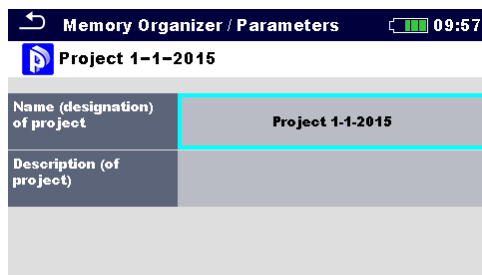 Memory Organizer / Parameters 09:57
Project 1-1-2015
Name (designation)
of project
Project 1-1-2015
Description (of
project)